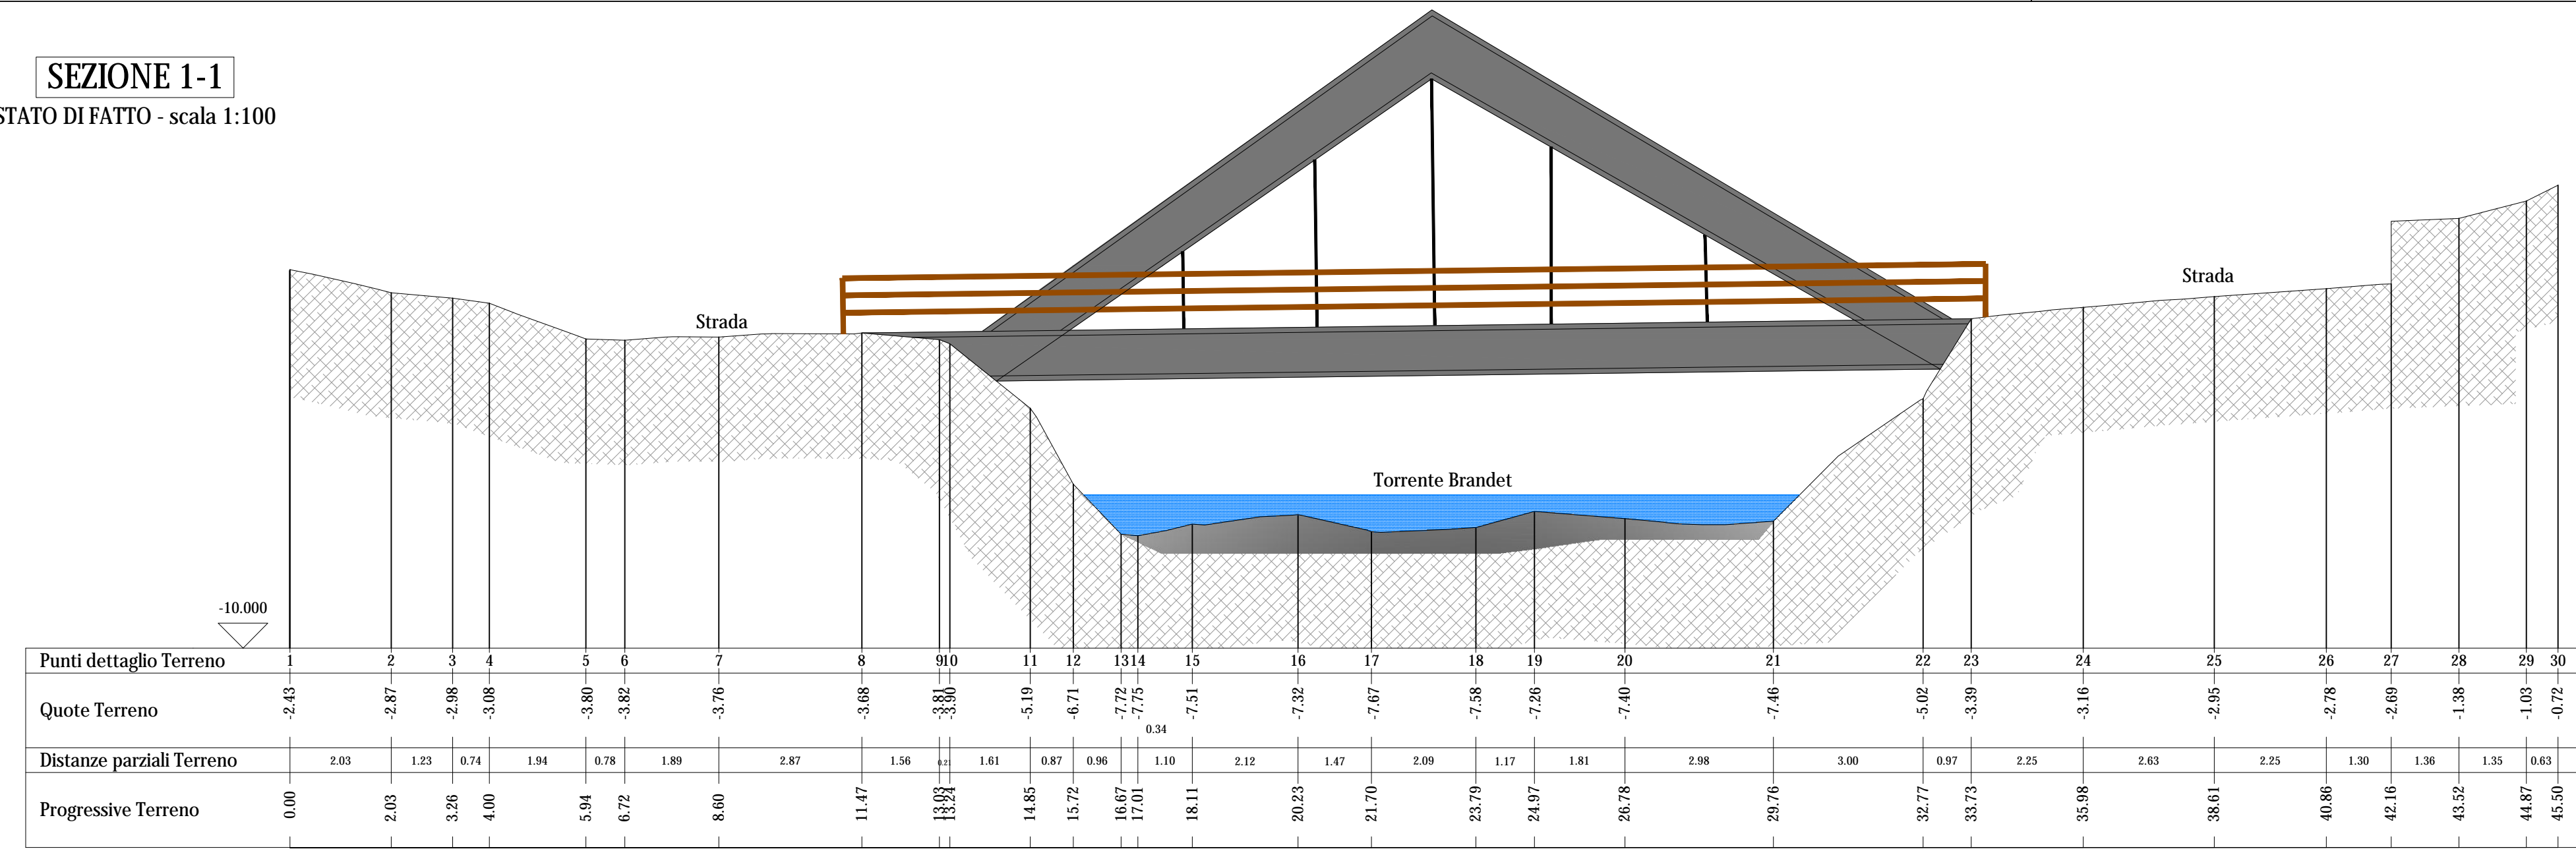 SEZIONE 1-1
STATO DI FATTO - scala 1:100
Strada
Strada
Torrente Brandet
-10.000
Punti dettaglio Terreno 1 2 3 4 5 6 7 8 9 10 11 12 13 14 15 16 17 18 19 20 21 22 23 24 25 26 27 28 29 30
Quote Terreno -2.43 -2.87 -2.98 -3.08 -3.80 -3.82 -3.76 -3.68 -3.81 -3.90 -5.19 -6.71 -7.72 -7.75 -7.51 -7.32 -7.67 -7.58 -7.26 -7.40 -7.46 -5.02 -3.39 -3.16 -2.95 -2.78 -2.69 -1.38 -1.03 -0.72
0.34
Distanze parziali Terreno 2.03 1.23 0.74 1.94 0.78 1.89 2.87 1.56 0.21 1.61 0.87 0.96 1.10 2.12 1.47 2.09 1.17 1.81 2.98 3.00 0.97 2.25 2.63 2.25 1.30 1.36 1.35 0.63
Progressive Terreno 0.00 2.03 3.26 4.00 5.94 6.72 8.60 11.47 13.03 13.24 14.85 15.72 16.67 17.01 18.11 20.23 21.70 23.79 24.97 26.78 29.76 32.77 33.73 35.98 38.61 40.86 42.16 43.52 44.87 45.50